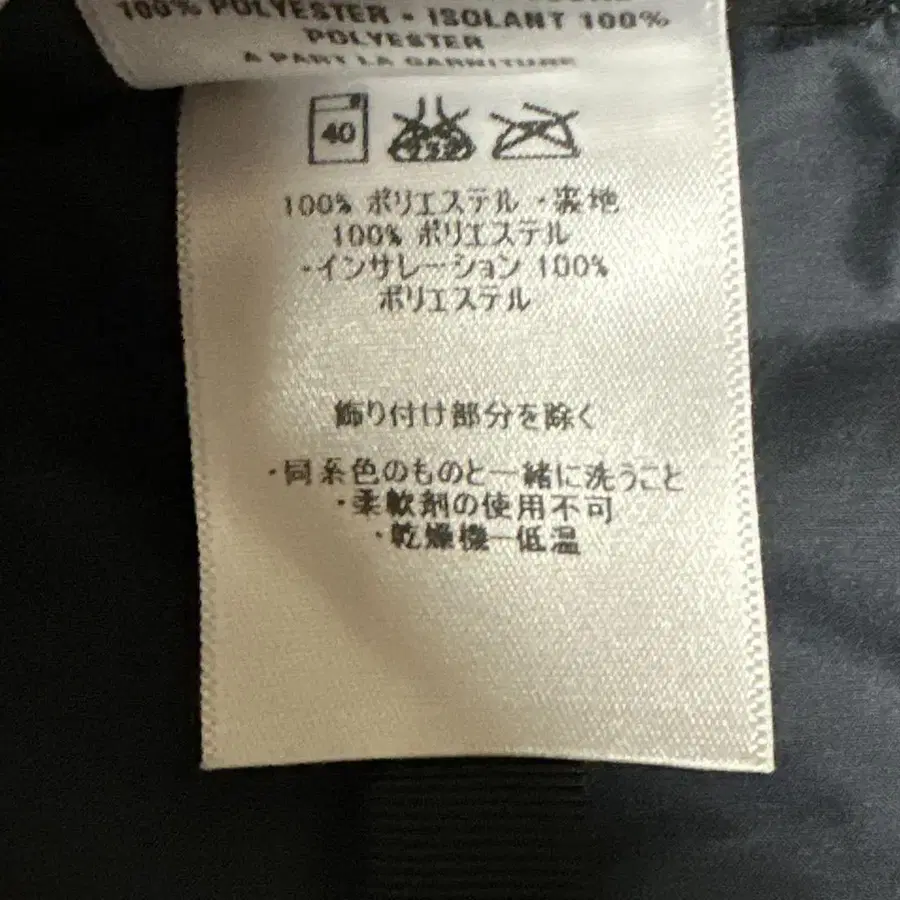 100% POLYESTER - ISOLANT 100%
POLYESTER
A PART LA GARNITURE
40
100% ポリエステル ・裏地
100% ポリエステル
・インサレーション 100%
ポリエステル
飾り付け部分を除く
・同系色のものと一緒に洗うこと
・柔軟剤の使用不可
・乾燥機—低温